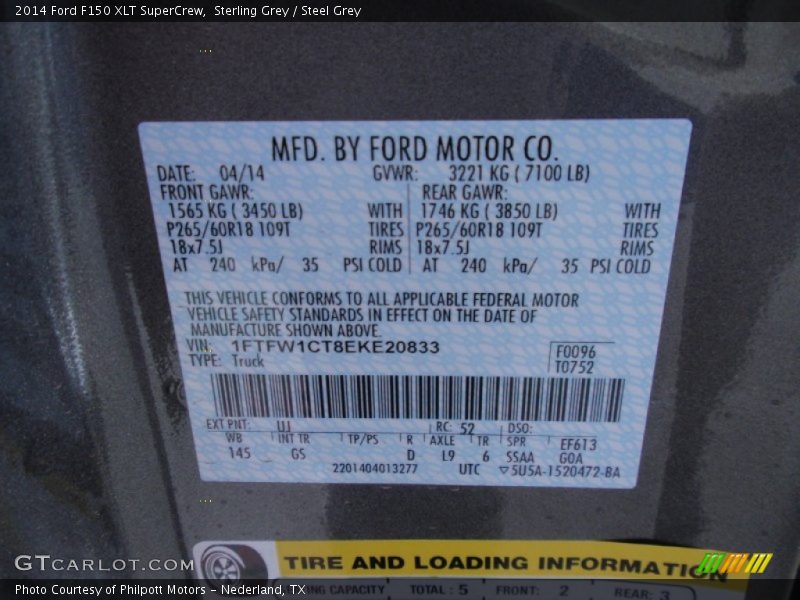 2014 Ford F150 XLT SuperCrew,  Sterling Grey / Steel Grey
MFD. BY FORD MOTOR CO.
DATE: 04/14 GVWR: 3221 KG ( 7100 LB)
FRONT GAWR: REAR GAWR:
1565 KG ( 3450 LB) WITH 1746 KG ( 3850 LB) WITH
P265/60R18 109T TIRES P265/60R18 109T TIRES
18x7.5J RIMS 18x7.5J RIMS
AT 240 kPa/ 35 PSI COLD AT 240 kPa/ 35 PSI COLD
THIS VEHICLE CONFORMS TO ALL APPLICABLE FEDERAL MOTOR
VEHICLE SAFETY STANDARDS IN EFFECT ON THE DATE OF
MANUFACTURE SHOWN ABOVE.
VIN: 1FTFW1CT8EKE20833
TYPE: Truck
F0096
T0752
EXT PNT: UJ RC: 52 DSO:
WB INT TR TP/PS R AXLE TR SPR EF613
145 GS D L9 6 SSAA GOA
2201404013277 UTC ▽5U5A-1520472-BA
TIRE AND LOADING INFORMATION
CAPACITY TOTAL : 5 FRONT: 2 REAR: 3
GTCARLOT.COM
Photo Courtesy of Philpott Motors - Nederland, TX